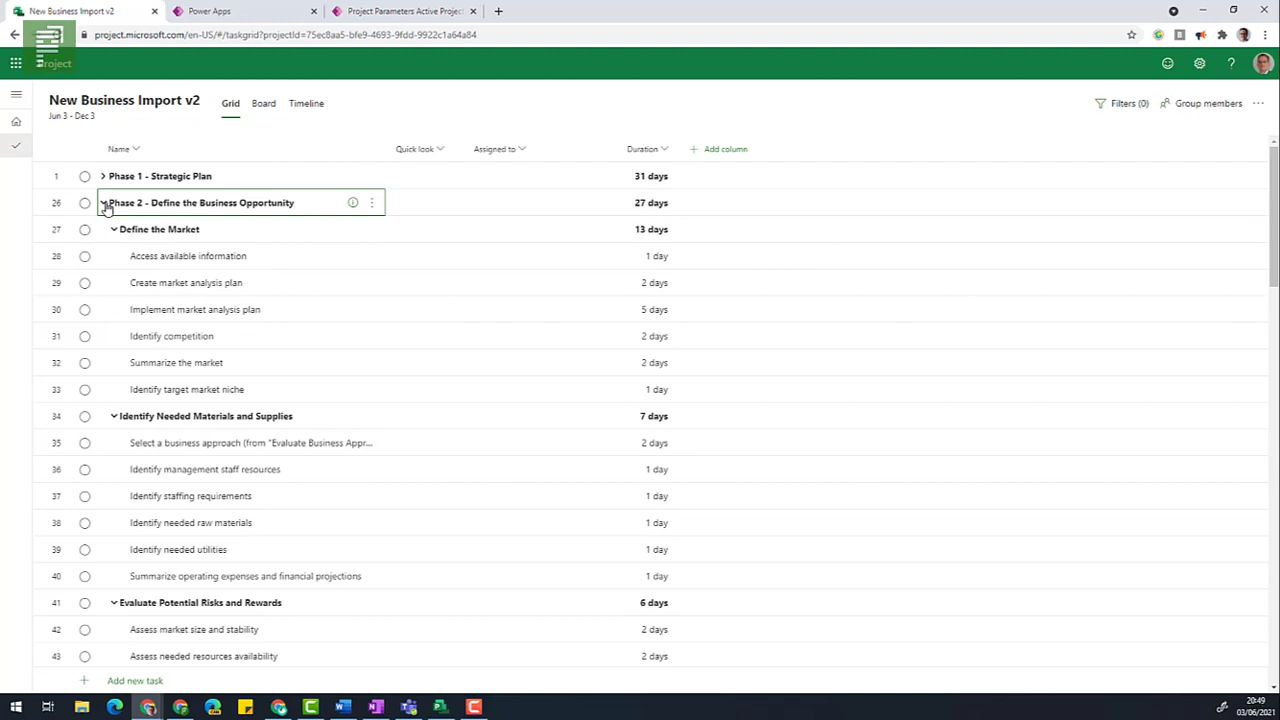 New Business Import v2
Power Apps
Project Parameters Active Project
project.microsoft.com/en-US/#/taskgrid?projectId=75ec8aa5-bfe9-4693-9fdd-9922c1a64a84
Project
New Business Import v2
Jun 3 - Dec 3
Grid
Board
Timeline
Filters (0)
Group members
Name
Quick look
Assigned to
Duration
Add column
1 Phase 1 - Strategic Plan 31 days
26 Phase 2 - Define the Business Opportunity 27 days
27 Define the Market 13 days
28 Access available information 1 day
29 Create market analysis plan 2 days
30 Implement market analysis plan 5 days
31 Identify competition 2 days
32 Summarize the market 2 days
33 Identify target market niche 1 day
34 Identify Needed Materials and Supplies 7 days
35 Select a business approach (from "Evaluate Business Appr... 2 days
36 Identify management staff resources 1 day
37 Identify staffing requirements 1 day
38 Identify needed raw materials 1 day
39 Identify needed utilities 1 day
40 Summarize operating expenses and financial projections 1 day
41 Evaluate Potential Risks and Rewards 6 days
42 Assess market size and stability 2 days
43 Assess needed resources availability 2 days
Add new task
20:49
03/06/2021